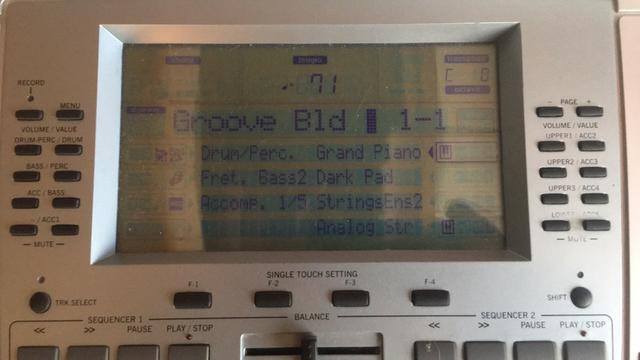 Tempo
Transpose
71
C 0
Octave
RECORD
MENU
PAGE
- +
VOLUME / VALUE
VOLUME / VALUE
Groove Bld 1-1
DRUM-PERC / DRUM
UPPER1 / ACC2
Drum/Perc. Grand Piano
BASS / PERC
UPPER2 / ACC3
Fret. Bass2 Dark Pad
ACC / BASS
UPPER3 / ACC4
Accomp. 1/5 StringsEns2
– / ACC1
Analog Str
MUTE
MUTE
SINGLE TOUCH SETTING
TRK SELECT
F-1
F-2
F-3
F-4
SHIFT
SEQUENCER 1
BALANCE
SEQUENCER 2
<< >> PAUSE PLAY / STOP
<< >> PAUSE PLAY / STOP